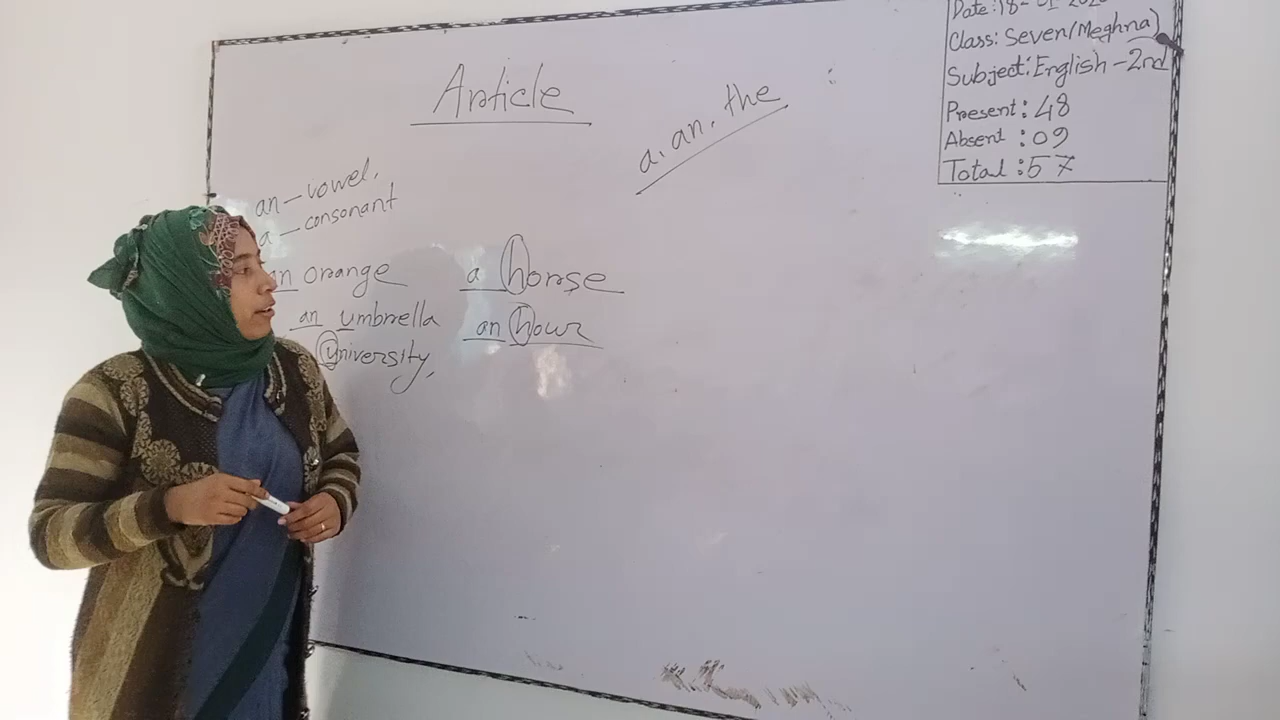 Article
a, an, the
Date: 18-01-202
Class: Seven (Meghna)
Subject: English - 2nd
Present: 48
Absent : 09
Total : 57
an – vowel,
a – consonant
an orange
an umbrella
University,
a horse
an hour